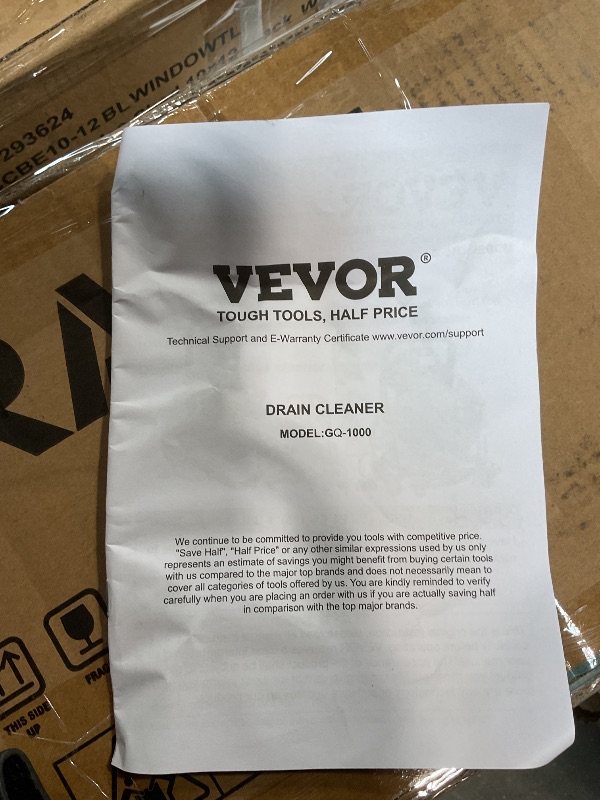 293624
CBE10-12 BL WINDOWTL
VEVOR®
TOUGH TOOLS, HALF PRICE
Technical Support and E-Warranty Certificate www.vevor.com/support
DRAIN CLEANER
MODEL:GQ-1000
We continue to be committed to provide you tools with competitive price.
"Save Half", "Half Price" or any other similar expressions used by us only
represents an estimate of savings you might benefit from buying certain tools
with us compared to the major top brands and does not necessarily mean to
cover all categories of tools offered by us. You are kindly reminded to verify
carefully when you are placing an order with us if you are actually saving half
in comparison with the top major brands.
FRAG
THIS SIDE
UP